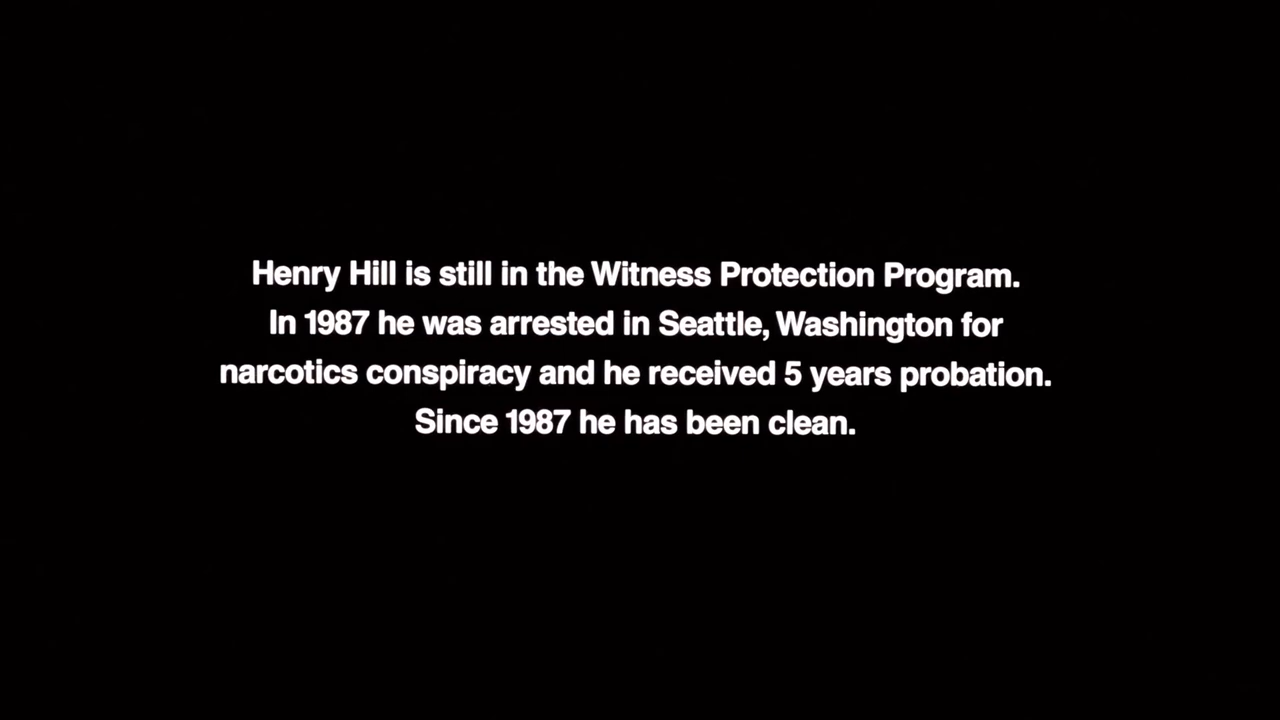 Henry Hill is still in the Witness Protection Program.
In 1987 he was arrested in Seattle, Washington for
narcotics conspiracy and he received 5 years probation.
Since 1987 he has been clean.